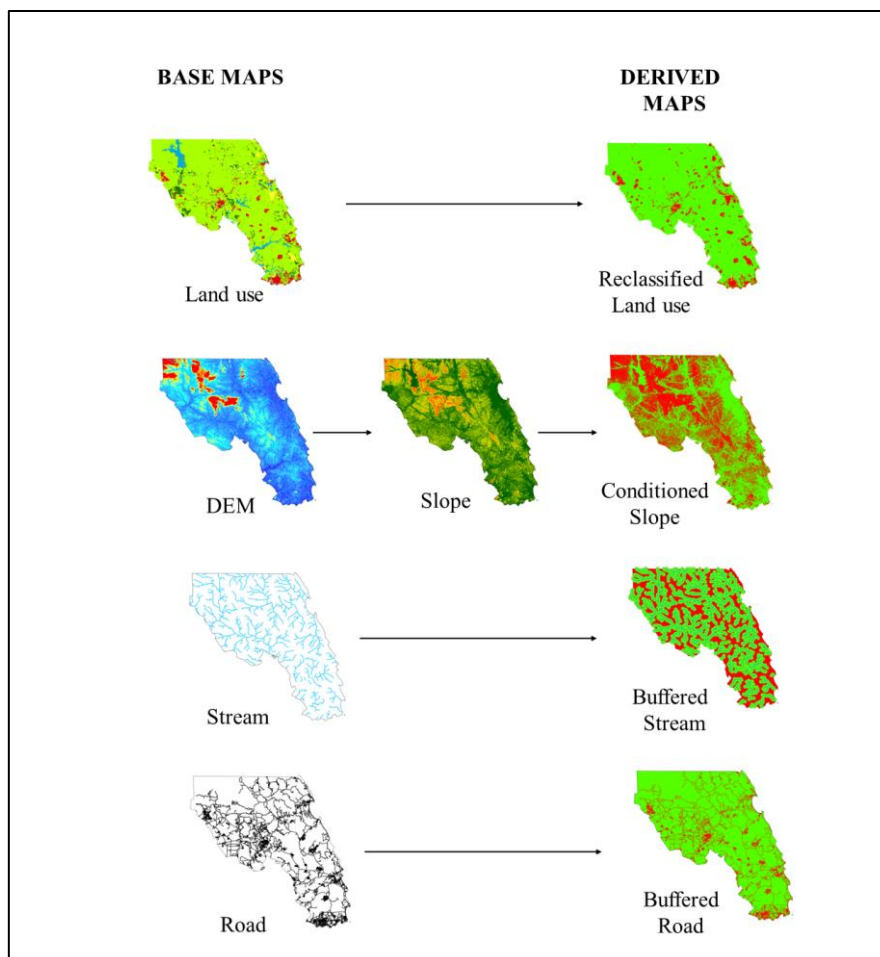 BASE MAPS
DERIVED
MAPS
Land use
Reclassified
Land use
DEM
Slope
Conditioned
Slope
Stream
Buffered
Stream
Road
Buffered
Road